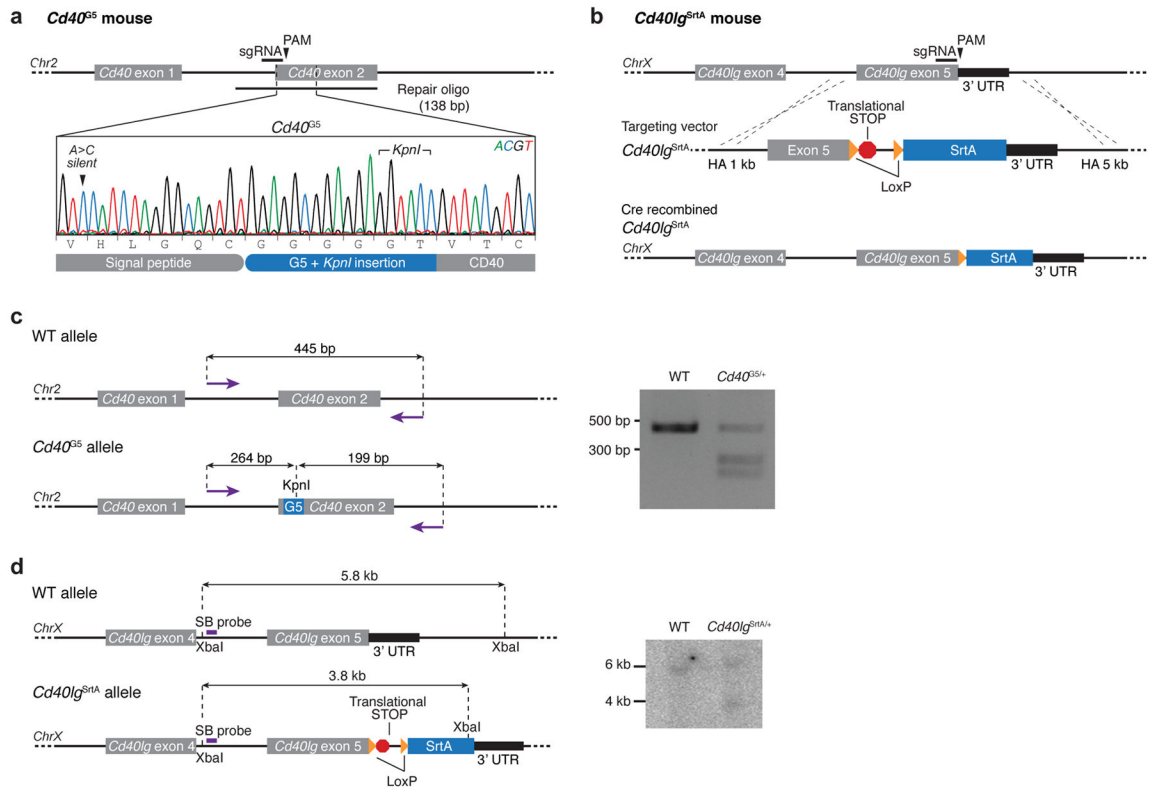 a Cd40G5 mouse
PAM
sgRNA
Chr2
Cd40 exon 1
Cd40 exon 2
Repair oligo
(138 bp)
Cd40G5
A>C
silent
KpnI
ACGT
V H L G Q C G G G G G T V T C
Signal peptide
G5 + KpnI insertion
CD40
b Cd40lgSrtA mouse
PAM
sgRNA
ChrX
Cd40lg exon 4
Cd40lg exon 5
3' UTR
Translational
STOP
Targeting vector
Cd40lgSrtA
HA 1 kb
Exon 5
SrtA
3' UTR
HA 5 kb
LoxP
Cre recombined
Cd40lgSrtA
ChrX
Cd40lg exon 4
Cd40lg exon 5
SrtA
3' UTR
c
WT allele
445 bp
Chr2
Cd40 exon 1
Cd40 exon 2
Cd40G5 allele
264 bp
199 bp
KpnI
Chr2
Cd40 exon 1
G5
Cd40 exon 2
WT
Cd40G5/+
500 bp
300 bp
d
WT allele
5.8 kb
SB probe
ChrX
Cd40lg exon 4
Cd40lg exon 5
XbaI
3' UTR
XbaI
3.8 kb
Cd40lgSrtA allele
Translational
STOP
XbaI
SB probe
ChrX
Cd40lg exon 4
Cd40lg exon 5
SrtA
XbaI
3' UTR
LoxP
WT
Cd40lgSrtA/+
6 kb
4 kb